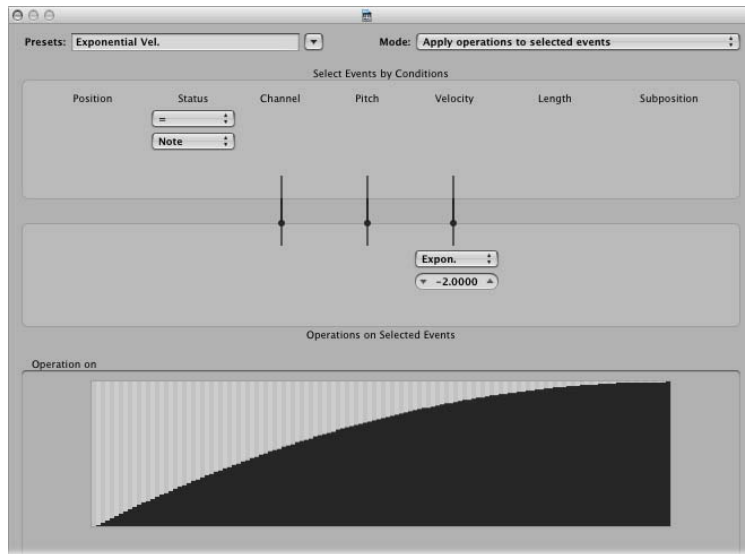 Presets: Exponential Vel. Mode: Apply operations to selected events
Select Events by Conditions
Position Status Channel Pitch Velocity Length Subposition
=
Note
Expon.
-2.0000
Operations on Selected Events
Operation on